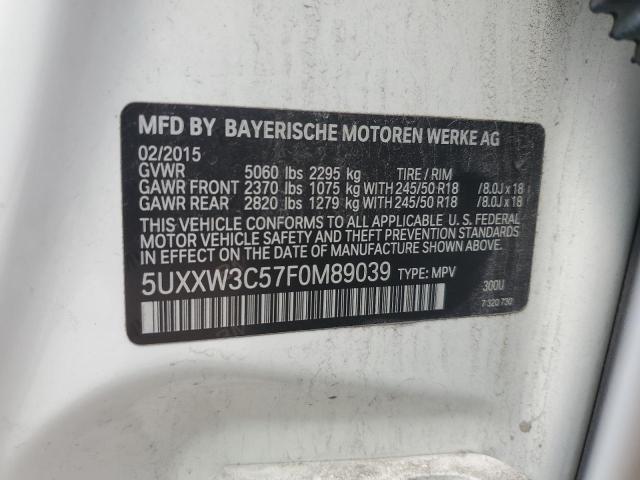 MFD BY BAYERISCHE MOTOREN WERKE AG
02/2015
GVWR 5060 lbs 2295 kg TIRE / RIM
GAWR FRONT 2370 lbs 1075 kg WITH 245/50 R18 /8.0J x 18
GAWR REAR 2820 lbs 1279 kg WITH 245/50 R18 /8.0J x 18
THIS VEHICLE CONFORMS TO ALL APPLICABLE U. S. FEDERAL
MOTOR VEHICLE SAFETY AND THEFT PREVENTION STANDARDS
IN EFFECT ON THE DATE OF MANUFACTURE SHOWN ABOVE.
5UXXW3C57F0M89039 TYPE: MPV 300U
7 320 730